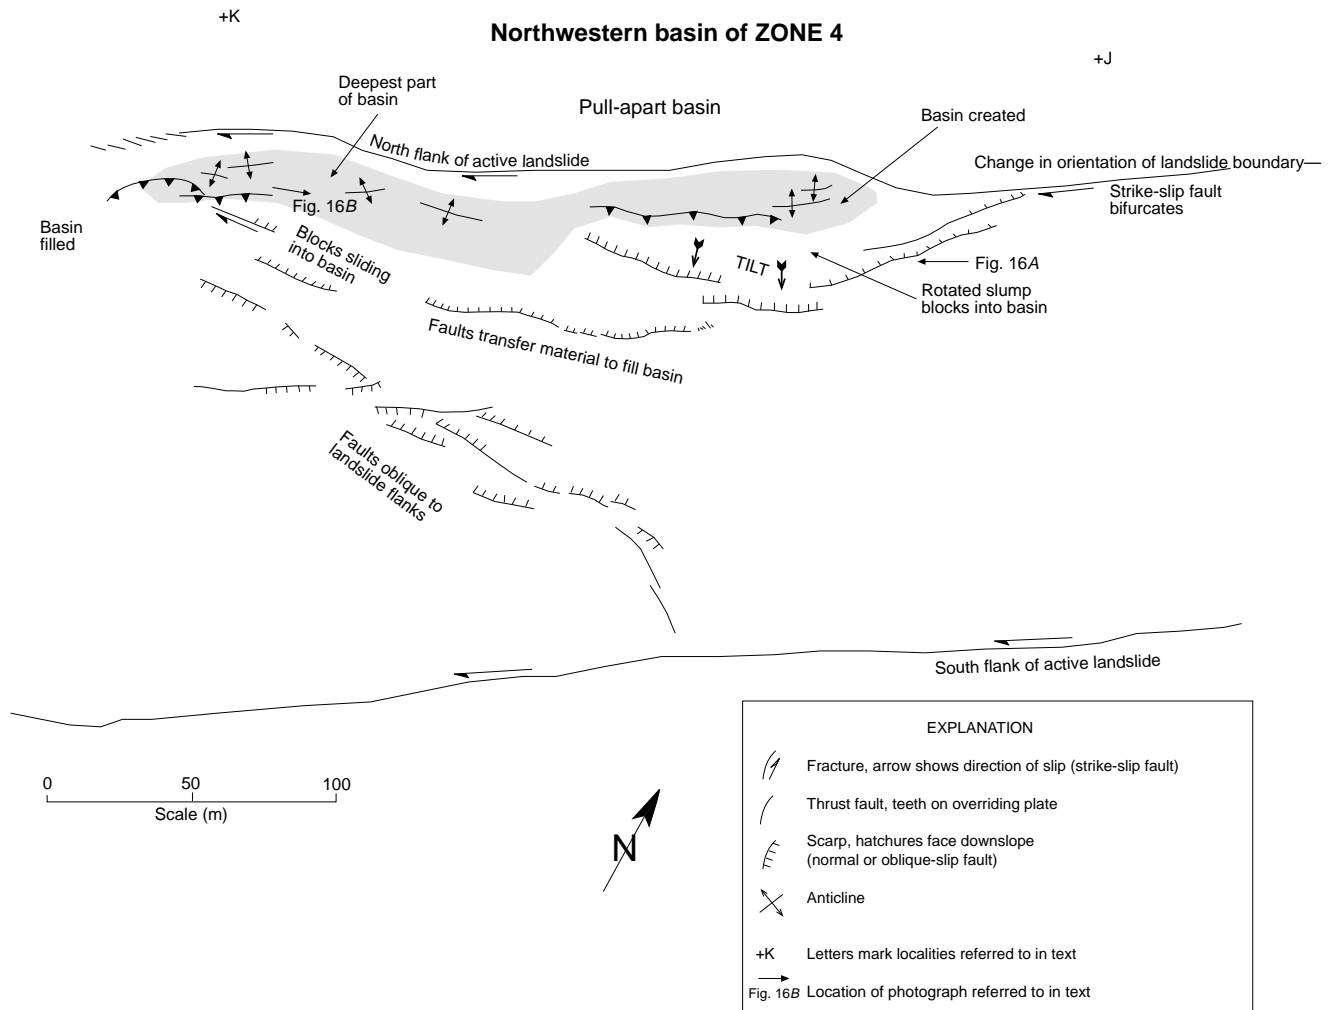 +K
Northwestern basin of ZONE 4
+J
Deepest part
of basin
Pull-apart basin
Basin created
North flank of active landslide
Change in orientation of landslide boundary—
Strike-slip fault
bifurcates
Fig. 16B
Basin
filled
Blocks sliding
into basin
TILT
Fig. 16A
Rotated slump
blocks into basin
Faults transfer material to fill basin
Faults oblique to
landslide flanks
South flank of active landslide
0 50 100
Scale (m)
N
EXPLANATION
Fracture, arrow shows direction of slip (strike-slip fault)
Thrust fault, teeth on overriding plate
Scarp, hatchures face downslope
(normal or oblique-slip fault)
Anticline
+K Letters mark localities referred to in text
Fig. 16B Location of photograph referred to in text